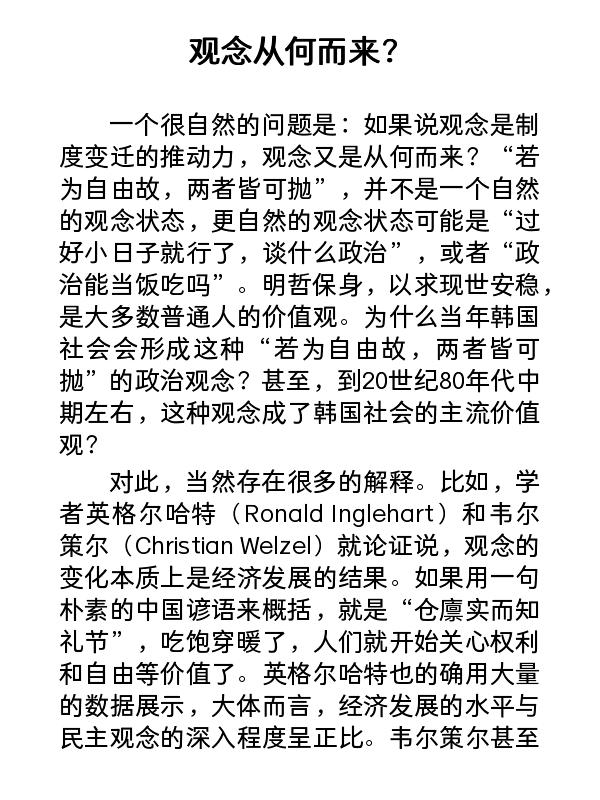 观念从何而来？
一个很自然的问题是：如果说观念是制
度变迁的推动力，观念又是从何而来？“若
为自由故，两者皆可抛”，并不是一个自然
的观念状态，更自然的观念状态可能是“过
好小日子就行了，谈什么政治”，或者“政
治能当饭吃吗”。明哲保身，以求现世安稳，
是大多数普通人的价值观。为什么当年韩国
社会会形成这种“若为自由故，两者皆可
抛”的政治观念？甚至，到20世纪80年代中
期左右，这种观念成了韩国社会的主流价值
观？
对此，当然存在很多的解释。比如，学
者英格尔哈特（Ronald Inglehart）和韦尔
策尔（Christian Welzel）就论证说，观念的
变化本质上是经济发展的结果。如果用一句
朴素的中国谚语来概括，就是“仓廪实而知
礼节”，吃饱穿暖了，人们就开始关心权利
和自由等价值了。英格尔哈特也的确用大量
的数据展示，大体而言，经济发展的水平与
民主观念的深入程度呈正比。韦尔策尔甚至